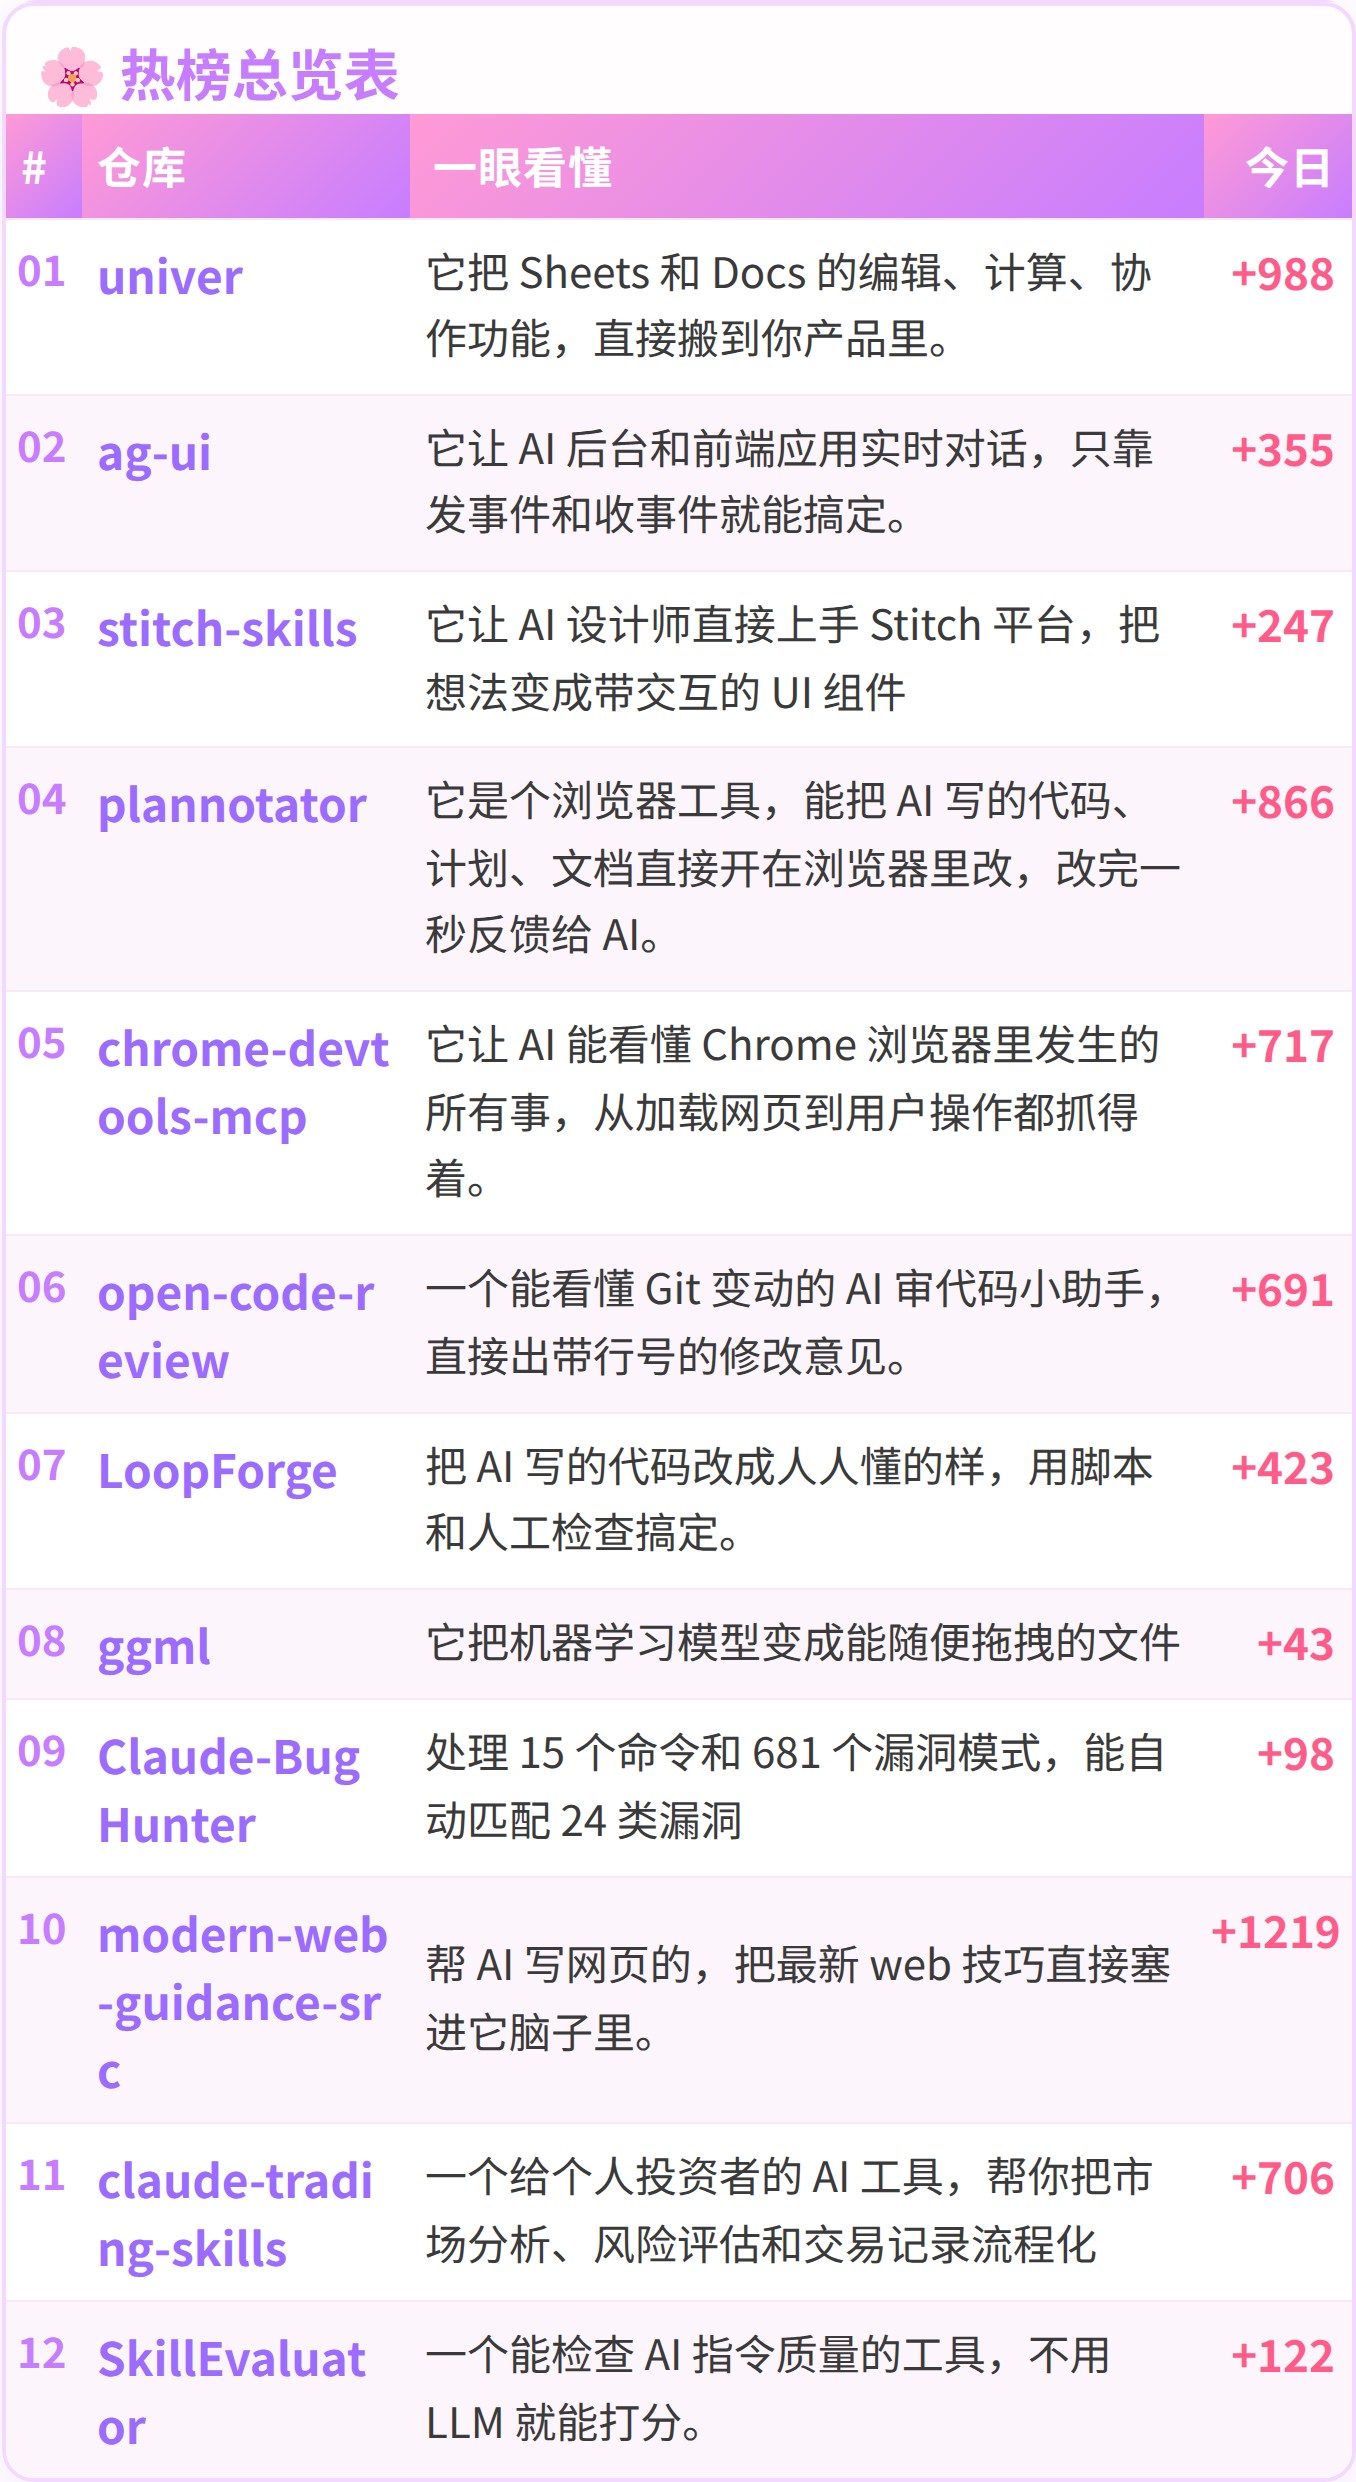 🌸 热榜总览表
# 仓库 一眼看懂 今日
01 univer 它把 Sheets 和 Docs 的编辑、计算、协 +988
作功能，直接搬到你产品里。
02 ag-ui 它让 AI 后台和前端应用实时对话，只靠 +355
发事件和收事件就能搞定。
03 stitch-skills 它让 AI 设计师直接上手 Stitch 平台，把 +247
想法变成带交互的 UI 组件
04 plannotator 它是个浏览器工具，能把 AI 写的代码、 +866
计划、文档直接开在浏览器里改，改完一
秒反馈给 AI。
05 chrome-devt 它让 AI 能看懂 Chrome 浏览器里发生的 +717
ools-mcp 所有事，从加载网页到用户操作都抓得
着。
06 open-code-r 一个能看懂 Git 变动的 AI 审代码小助手， +691
eview 直接出带行号的修改意见。
07 LoopForge 把 AI 写的代码改成人人懂的样，用脚本 +423
和人工检查搞定。
08 ggml 它把机器学习模型变成能随便拖拽的文件 +43
09 Claude-Bug 处理 15 个命令和 681 个漏洞模式，能自 +98
Hunter 动匹配 24 类漏洞
10 modern-web +1219
帮 AI 写网页的，把最新 web 技巧直接塞
-guidance-sr
进它脑子里。
c
11 claude-tradi 一个给个人投资者的 AI 工具，帮你把市 +706
ng-skills 场分析、风险评估和交易记录流程化
12 SkillEvaluat 一个能检查 AI 指令质量的工具，不用 +122
or LLM 就能打分。